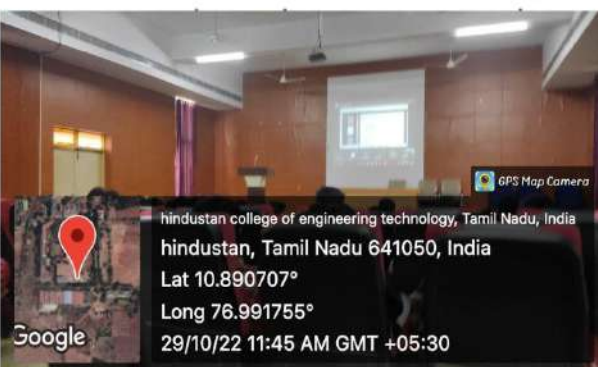 GPS Map Camera
hindustan college of engineering technology, Tamil Nadu, India
hindustan, Tamil Nadu 641050, India
Lat 10.890707°
Long 76.991755°
29/10/22 11:45 AM GMT +05:30
Google